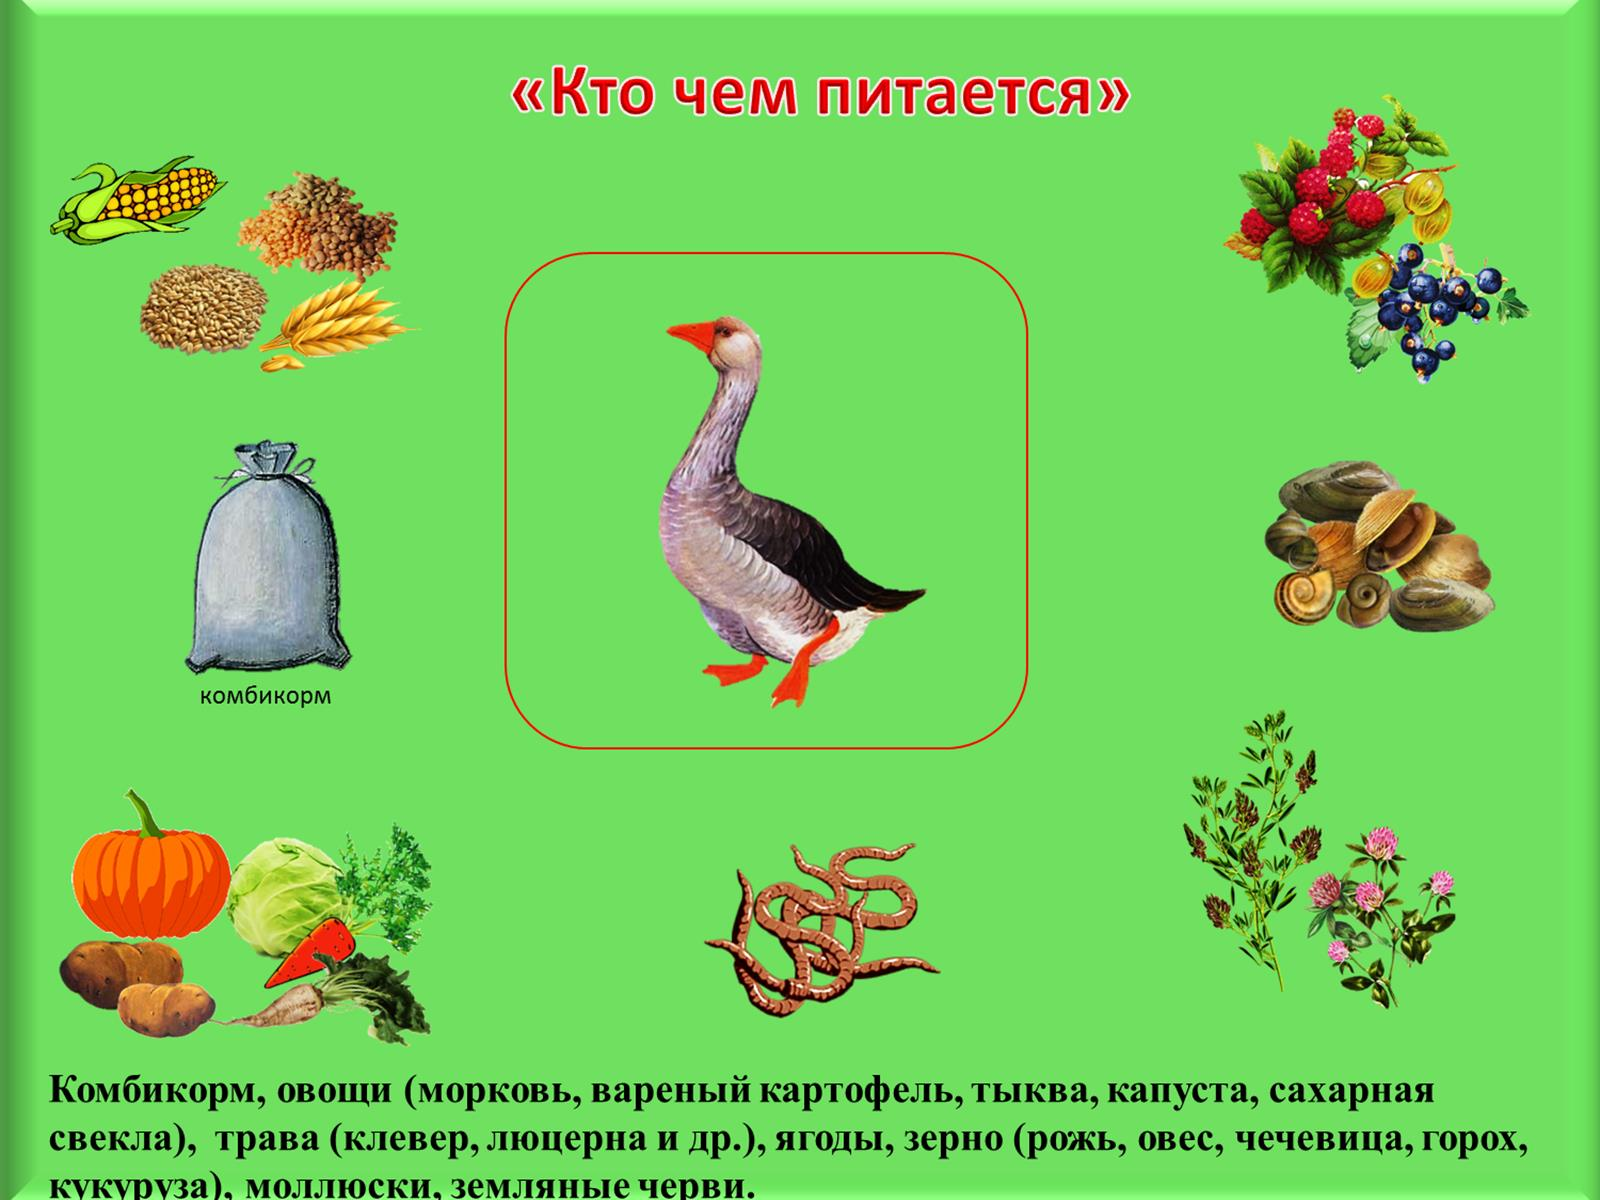 «Кто чем питается»
комбикорм
Комбикорм, овощи (морковь, вареный картофель, тыква, капуста, сахарная
свекла), трава (клевер, люцерна и др.), ягоды, зерно (рожь, овес, чечевица, горох,
кукуруза), моллюски, земляные черви.